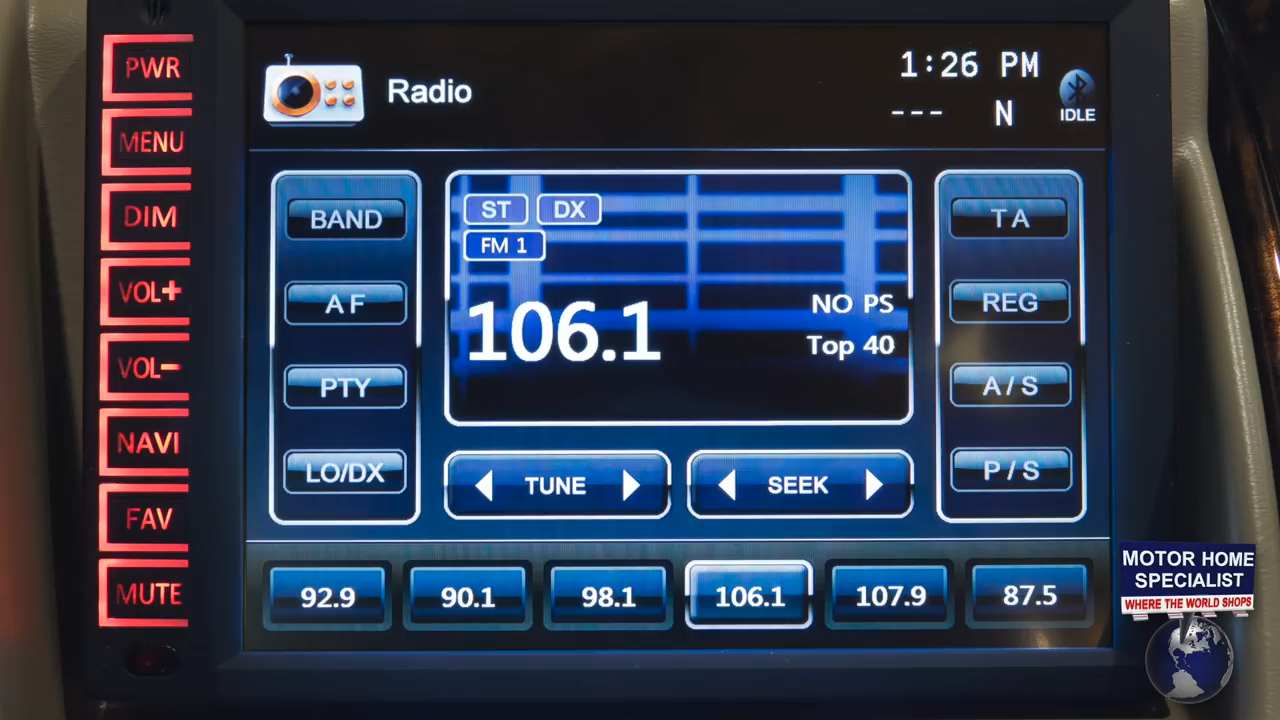 PWR
MENU
DIM
VOL+
VOL-
NAVI
FAV
MUTE
Radio
1:26 PM
--- N
IDLE
BAND
AF
PTY
LO/DX
ST DX
FM 1
106.1
NO PS
Top 40
TUNE
SEEK
TA
REG
A/S
P/S
92.9 90.1 98.1 106.1 107.9 87.5
MOTOR HOME
SPECIALIST
WHERE THE WORLD SHOPS